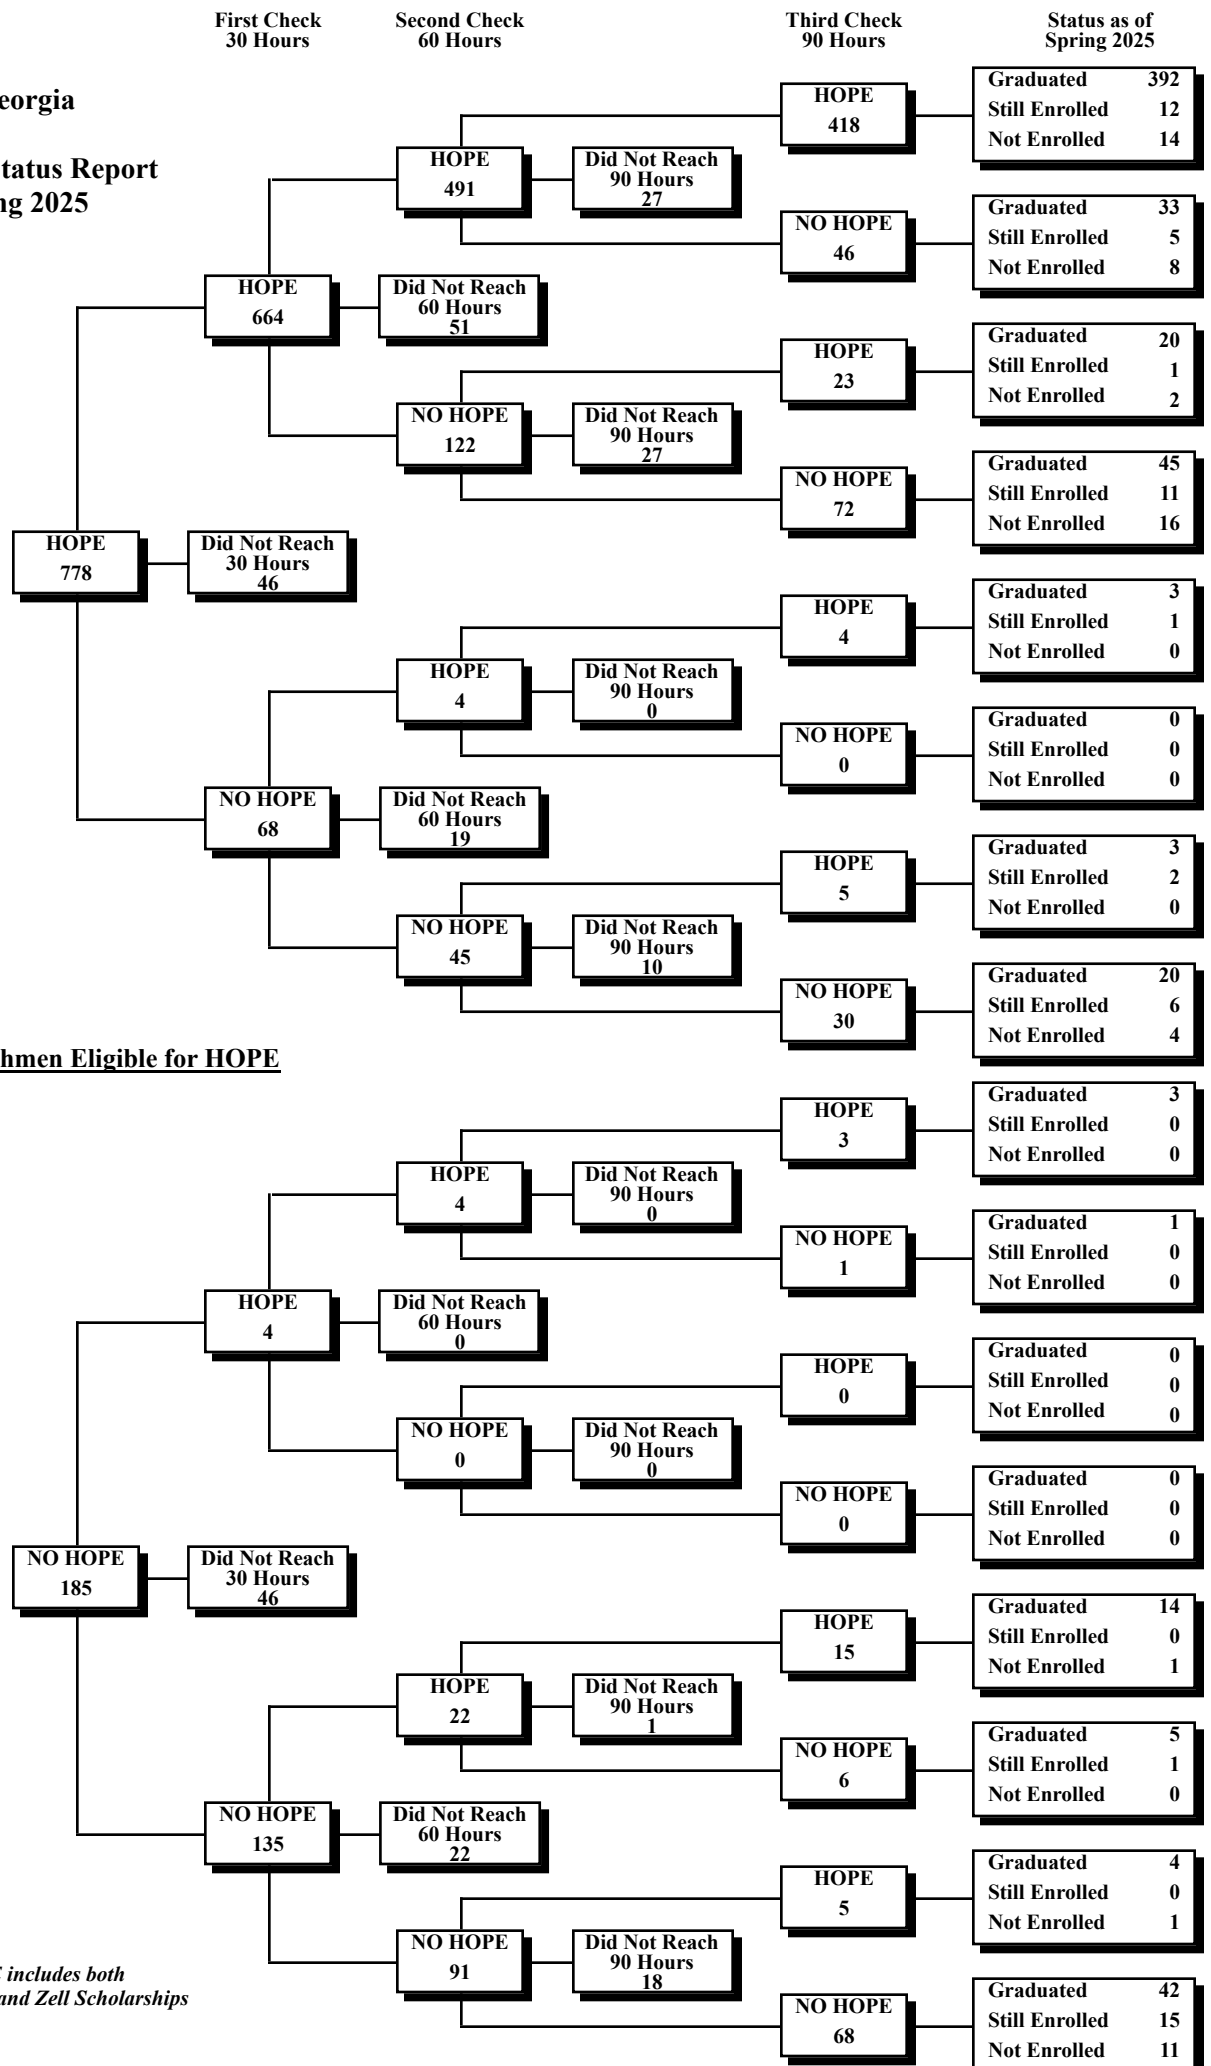 First Check
30 Hours
Second Check
60 Hours
Third Check
90 Hours
Status as of
Spring 2025
eorgia
tatus Report
ng 2025
HOPE
418
Graduated 392
Still Enrolled 12
Not Enrolled 14
HOPE
491
Did Not Reach
90 Hours
27
NO HOPE
46
Graduated 33
Still Enrolled 5
Not Enrolled 8
HOPE
664
Did Not Reach
60 Hours
51
HOPE
23
Graduated 20
Still Enrolled 1
Not Enrolled 2
NO HOPE
122
Did Not Reach
90 Hours
27
NO HOPE
72
Graduated 45
Still Enrolled 11
Not Enrolled 16
HOPE
778
Did Not Reach
30 Hours
46
HOPE
4
Graduated 3
Still Enrolled 1
Not Enrolled 0
HOPE
4
Did Not Reach
90 Hours
0
NO HOPE
0
Graduated 0
Still Enrolled 0
Not Enrolled 0
NO HOPE
68
Did Not Reach
60 Hours
19
HOPE
5
Graduated 3
Still Enrolled 2
Not Enrolled 0
NO HOPE
45
Did Not Reach
90 Hours
10
NO HOPE
30
Graduated 20
Still Enrolled 6
Not Enrolled 4
hmen Eligible for HOPE
HOPE
3
Graduated 3
Still Enrolled 0
Not Enrolled 0
HOPE
4
Did Not Reach
90 Hours
0
NO HOPE
1
Graduated 1
Still Enrolled 0
Not Enrolled 0
HOPE
4
Did Not Reach
60 Hours
0
HOPE
0
Graduated 0
Still Enrolled 0
Not Enrolled 0
NO HOPE
0
Did Not Reach
90 Hours
0
NO HOPE
0
Graduated 0
Still Enrolled 0
Not Enrolled 0
NO HOPE
185
Did Not Reach
30 Hours
46
HOPE
15
Graduated 14
Still Enrolled 0
Not Enrolled 1
HOPE
22
Did Not Reach
90 Hours
1
NO HOPE
6
Graduated 5
Still Enrolled 1
Not Enrolled 0
NO HOPE
135
Did Not Reach
60 Hours
22
HOPE
5
Graduated 4
Still Enrolled 0
Not Enrolled 1
NO HOPE
91
Did Not Reach
90 Hours
18
NO HOPE
68
Graduated 42
Still Enrolled 15
Not Enrolled 11
includes both
and Zell Scholarships